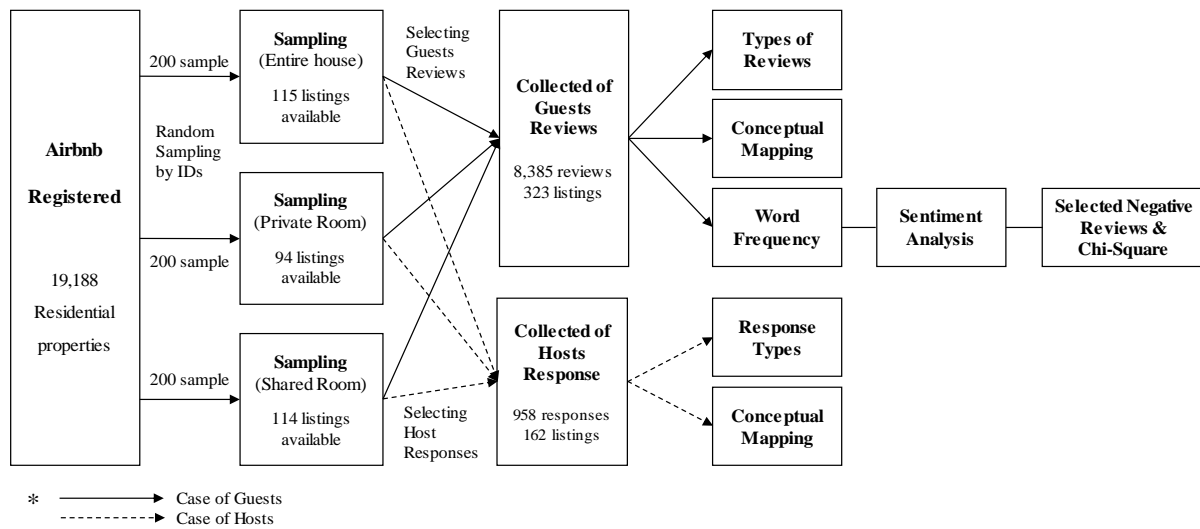 Airbnb
Registered
19,188
Residential
properties
200 sample
Random
Sampling
by IDs
200 sample
200 sample
Sampling
(Entire house)
115 listings
available
Sampling
(Private Room)
94 listings
available
Sampling
(Shared Room)
114 listings
available
Selecting
Guests
Reviews
Selecting
Host
Responses
Collected of
Guests
Reviews
8,385 reviews
323 listings
Collected of
Hosts
Response
958 responses
162 listings
Types of
Reviews
Conceptual
Mapping
Word
Frequency
Sentiment
Analysis
Selected Negative
Reviews &
Chi-Square
Response
Types
Conceptual
Mapping
*
Case of Guests
Case of Hosts